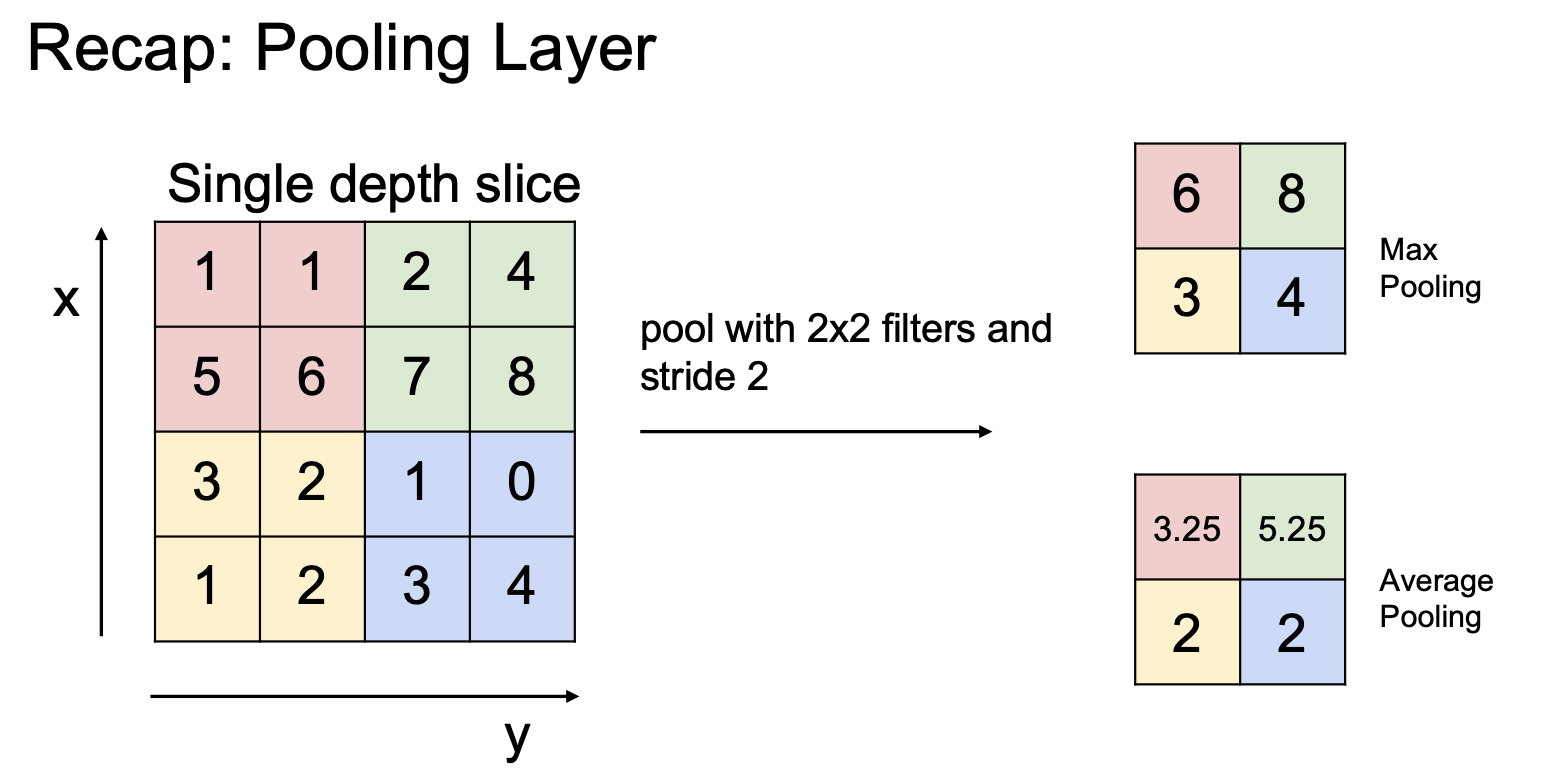 Recap: Pooling Layer
Single depth slice
x
1 1 2 4
5 6 7 8
3 2 1 0
1 2 3 4
y
pool with 2x2 filters and
stride 2
6 8
3 4
Max
Pooling
3.25 5.25
2 2
Average
Pooling